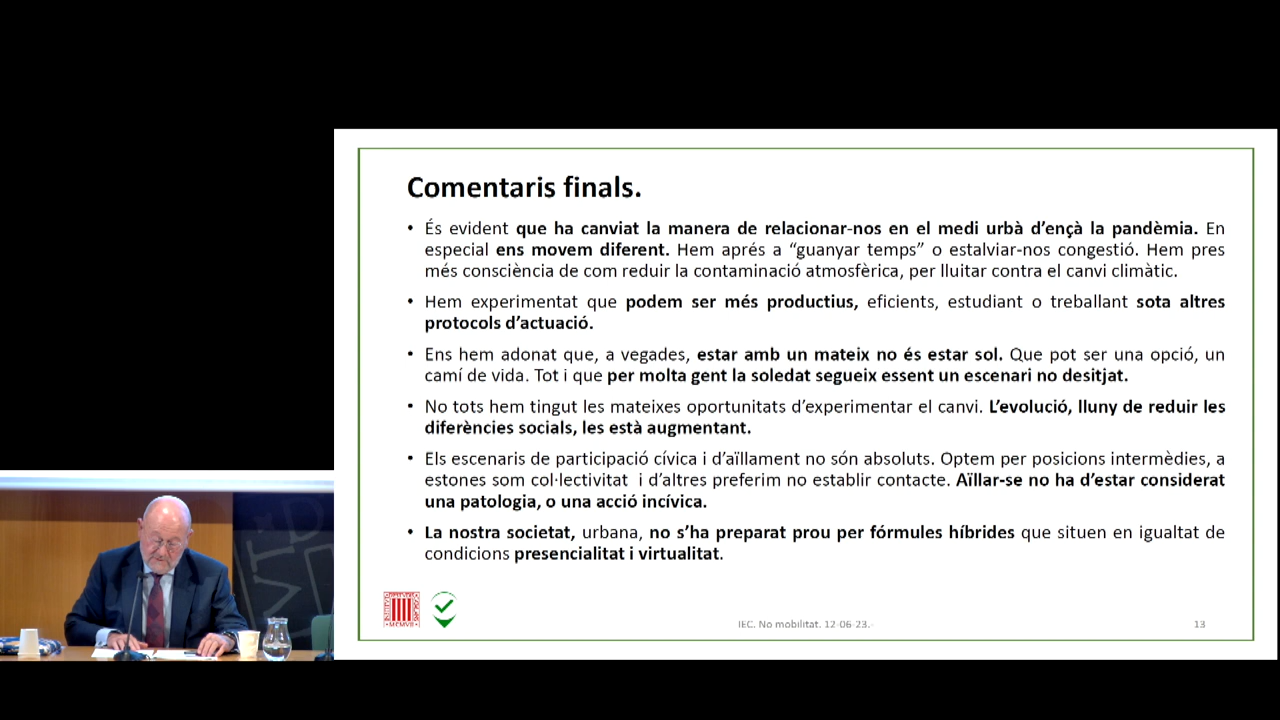 Comentaris finals.
• És evident que ha canviat la manera de relacionar-nos en el medi urbà d'ençà la pandèmia. En
especial ens movem diferent. Hem aprés a “guanyar temps” o estalviar-nos congestió. Hem pres
més consciència de com reduir la contaminació atmosfèrica, per lluitar contra el canvi climàtic.
• Hem experimentat que podem ser més productius, eficients, estudiant o treballant sota altres
protocols d'actuació.
• Ens hem adonat que, a vegades, estar amb un mateix no és estar sol. Que pot ser una opció, un
camí de vida. Tot i que per molta gent la soledat segueix essent un escenari no desitjat.
• No tots hem tingut les mateixes oportunitats d'experimentar el canvi. L'evolució, lluny de reduir les
diferències socials, les està augmentant.
• Els escenaris de participació cívica i d'aïllament no són absoluts. Optem per posicions intermèdies, a
estones som col·lectivitat i d'altres preferim no establir contacte. Aïllar-se no ha d'estar considerat
una patologia, o una acció incívica.
• La nostra societat, urbana, no s'ha preparat prou per fórmules híbrides que situen en igualtat de
condicions presencialitat i virtualitat.
MCMVII
IEC. No mobilitat. 12-06-23.-
13